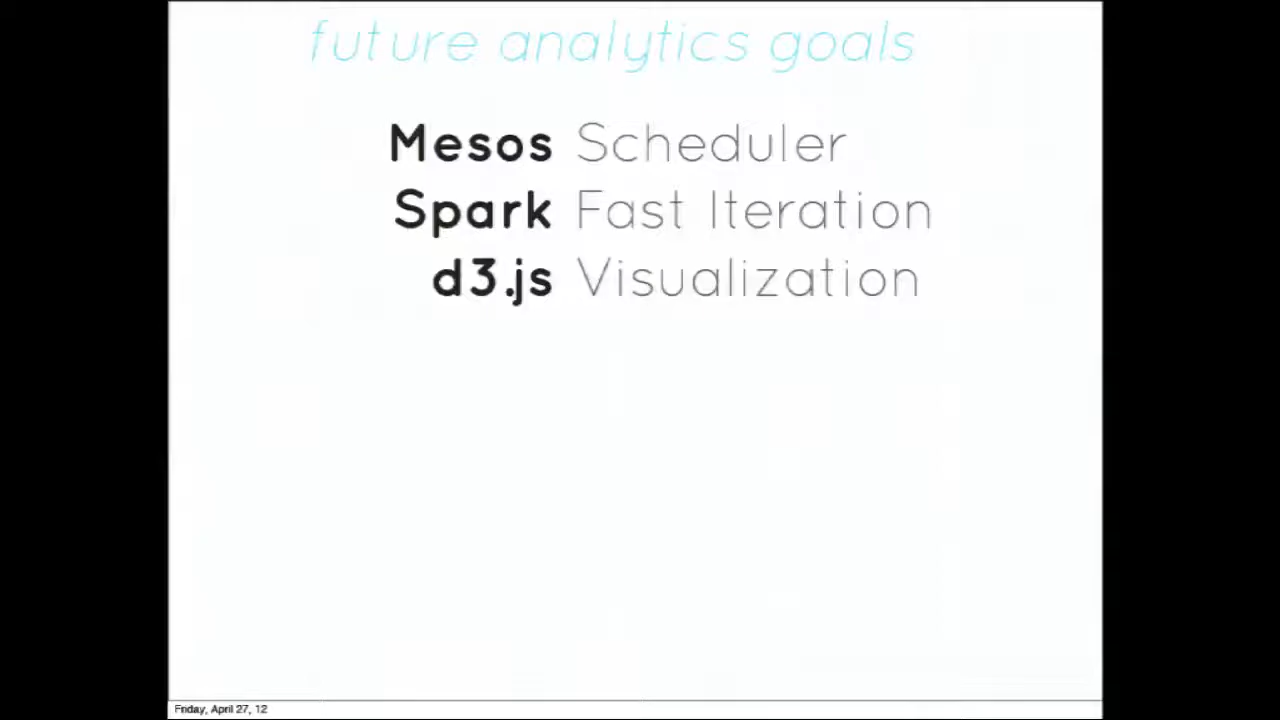 future analytics goals
Mesos Scheduler
Spark Fast Iteration
d3.js Visualization
Friday, April 27, 12